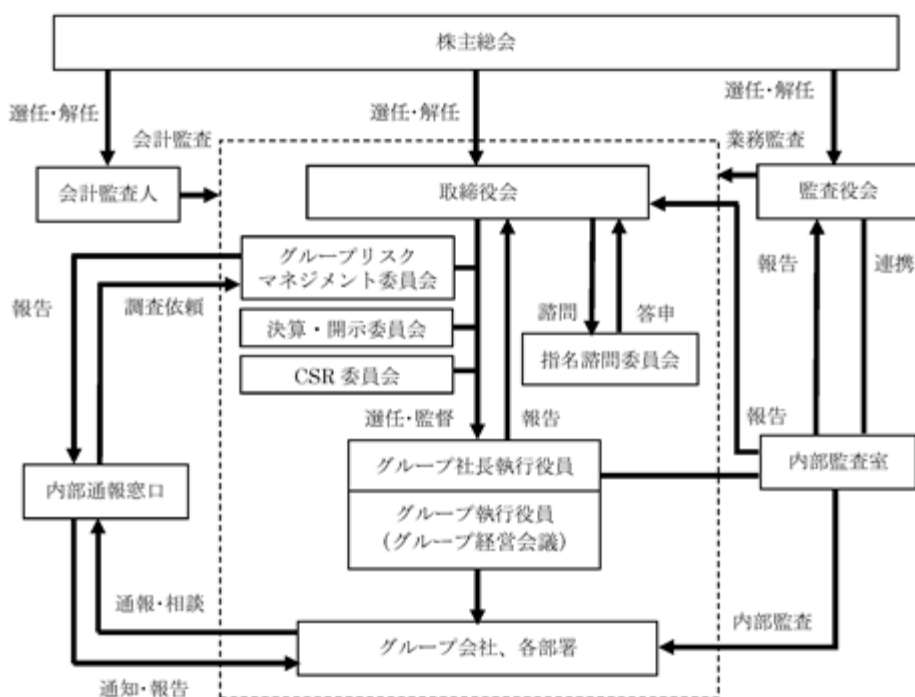 株主総会
選任・解任
選任・解任
選任・解任
会計監査
業務監査
会計監査人
取締役会
監査役会
グループリスク
マネジメント委員会
報告
調査依頼
諮問
答申
報告
連携
決算・開示委員会
指名諮問委員会
CSR 委員会
選任・監督
報告
報告
グループ社長執行役員
内部監査室
内部通報窓口
グループ執行役員
（グループ経営会議）
通報・相談
内部監査
グループ会社、各部署
通知・報告